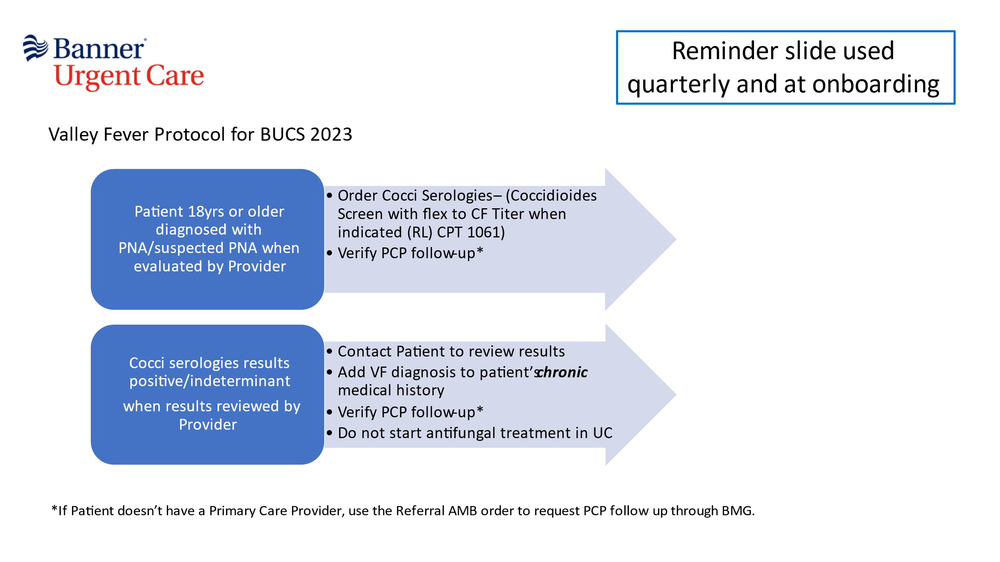 Banner®
Urgent Care
Reminder slide used
quarterly and at onboarding
Valley Fever Protocol for BUCS 2023
Patient 18yrs or older
diagnosed with
PNA/suspected PNA when
evaluated by Provider
• Order Cocci Serologies – (Coccidioides
Screen with flex to CF Titer when
indicated (RL) CPT 1061)
• Verify PCP follow-up*
Cocci serologies results
positive/indeterminant
when results reviewed by
Provider
• Contact Patient to review results
• Add VF diagnosis to patient’s chronic
medical history
• Verify PCP follow-up*
• Do not start antifungal treatment in UC
*If Patient doesn’t have a Primary Care Provider, use the Referral AMB order to request PCP follow up through BMG.